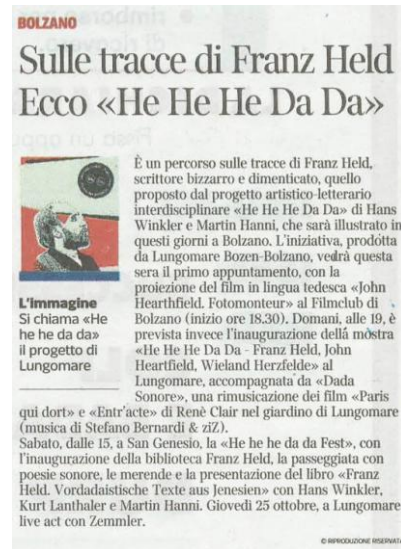 BOLZANO
Sulle tracce di Franz Held
Ecco «He He He Da Da»
È un percorso sulle tracce di Franz Held,
scrittore bizzarro e dimenticato, quello
proposto dal progetto artistico-letterario
interdisciplinare «He He He Da Da» di Hans
Winkler e Martin Hanni, che sarà illustrato in
questi giorni a Bolzano. L'iniziativa, prodotta
da Lungomare Bozen-Bolzano, vedrà questa
sera il primo appuntamento, con la
proiezione del film in lingua tedesca «John
Hearthfield. Fotomonteur» al Filmclub di
Bolzano (inizio ore 18.30). Domani, alle 19, è
prevista invece l'inaugurazione della mostra
«He He He Da Da - Franz Held, John
Heartfield, Wieland Herzfelde» al
Lungomare, accompagnata da «Dada
Sonore», una rimusicazione dei film «Paris
qui dort» e «Entr'acte» di Renè Clair nel giardino di Lungomare
(musica di Stefano Bernardi & ziZ).
Sabato, dalle 15, a San Genesio, la «He he he da da Fest», con
l'inaugurazione della biblioteca Franz Held, la passeggiata con
poesie sonore, le merende e la presentazione del libro «Franz
Held. Vordadaistische Texte aus Jenesien» con Hans Winkler,
Kurt Lanthaler e Martin Hanni. Giovedì 25 ottobre, a Lungomare
live act con Zemmler.
L'immagine
Si chiama «He
he he da da»
il progetto di
Lungomare
© RIPRODUZIONE RISERVATA